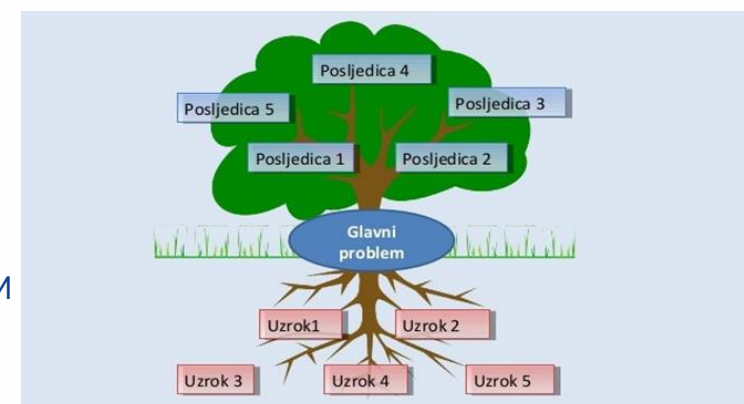 Posljedica 4
Posljedica 5
Posljedica 3
Posljedica 1
Posljedica 2
Glavni
problem
И
Uzrok1
Uzrok 2
Uzrok 3
Uzrok 4
Uzrok 5